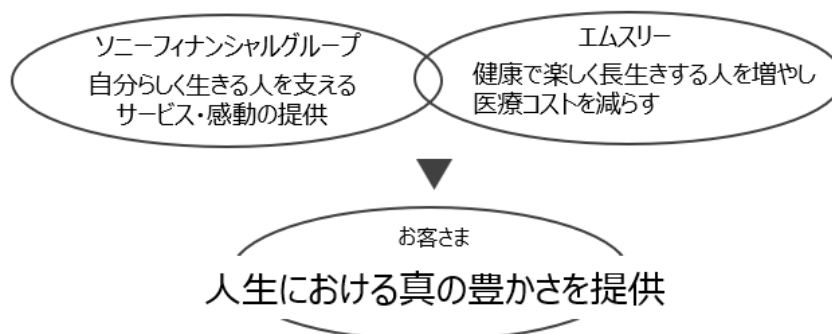 ソニーフィナンシャルグループ
自分らしく生きる人を支える
サービス・感動の提供
エムスリー
健康で楽しく長生きする人を増やし
医療コストを減らす
お客さま
人生における真の豊かさを提供